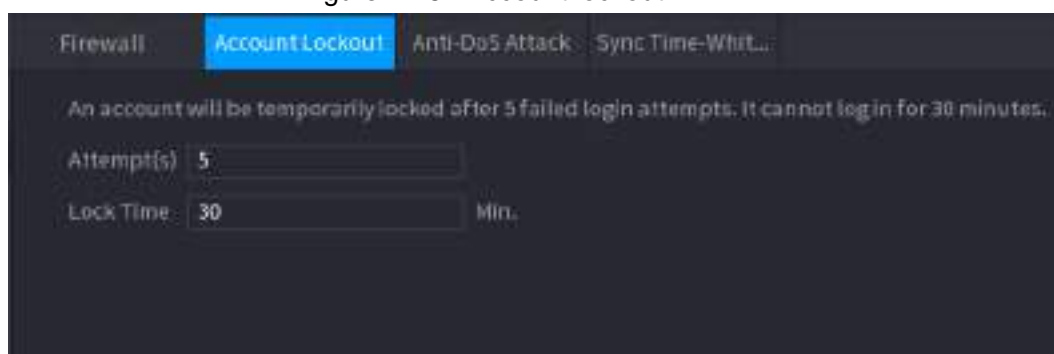 Firewall Account Lockout Anti-DoS Attack Sync Time-Whit...
An account will be temporarily locked after 5 failed login attempts. It cannot log in for 30 minutes.
Attempt(s) 5
Lock Time 30 Min.